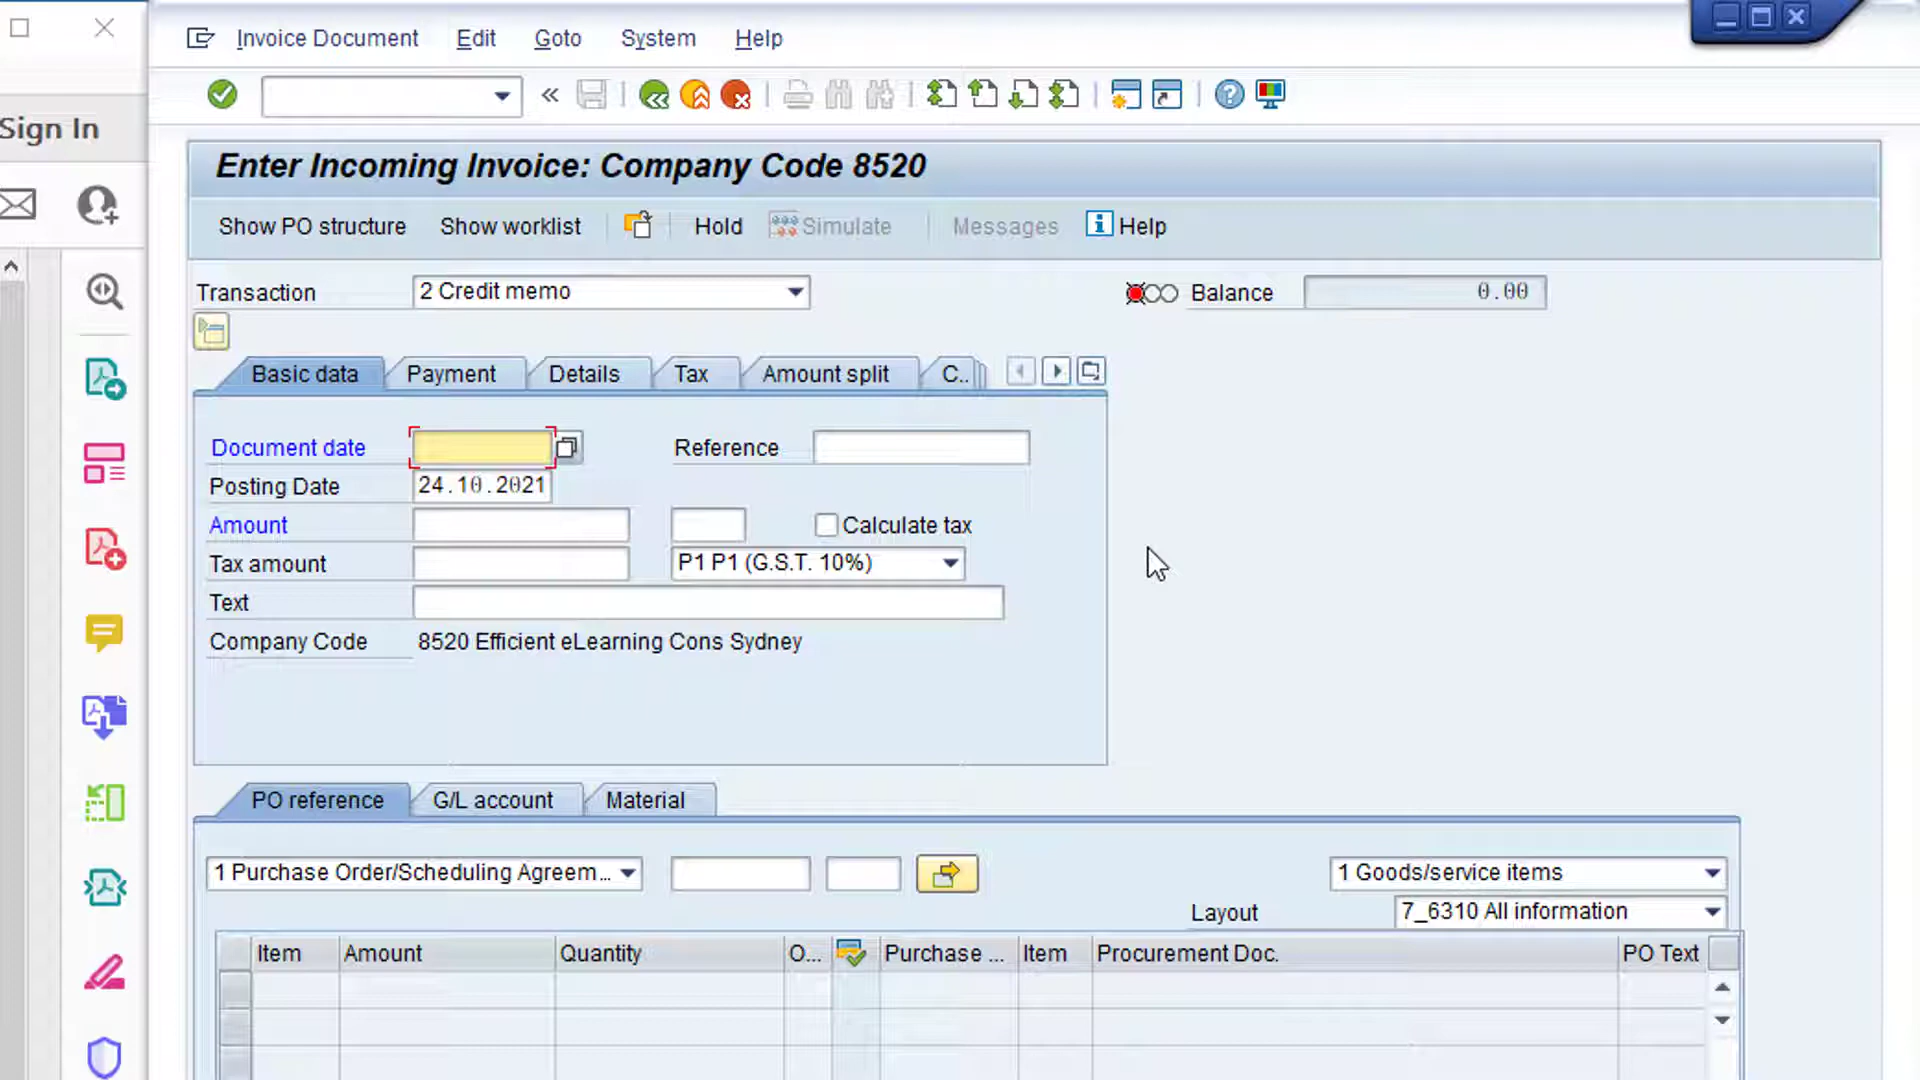 Invoice Document Edit Goto System Help
Sign In
Enter Incoming Invoice: Company Code 8520
Show PO structure Show worklist Hold Simulate Messages Help
Transaction 2 Credit memo Balance 0.00
Basic data Payment Details Tax Amount split C..
Document date Reference
Posting Date 24.10.2021
Amount Calculate tax
Tax amount P1 P1 (G.S.T. 10%)
Text
Company Code 8520 Efficient eLearning Cons Sydney
PO reference G/L account Material
1 Purchase Order/Scheduling Agreem... 1 Goods/service items
Layout 7_6310 All information
Item Amount Quantity O... Purchase ... Item Procurement Doc. PO Text